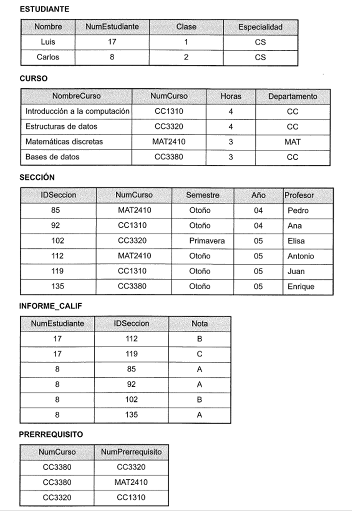 ESTUDIANTE
Nombre NumEstudiante Clase Especialidad
Luis 17 1 CS
Carlos 8 2 CS
CURSO
NombreCurso NumCurso Horas Departamento
Introducción a la computación CC1310 4 CC
Estructuras de datos CC3320 4 CC
Matemáticas discretas MAT2410 3 MAT
Bases de datos CC3380 3 CC
SECCIÓN
IDSeccion NumCurso Semestre Año Profesor
85 MAT2410 Otoño 04 Pedro
92 CC1310 Otoño 04 Ana
102 CC3320 Primavera 05 Elisa
112 MAT2410 Otoño 05 Antonio
119 CC1310 Otoño 05 Juan
135 CC3380 Otoño 05 Enrique
INFORME_CALIF
NumEstudiante IDSeccion Nota
17 112 B
17 119 C
8 85 A
8 92 A
8 102 B
8 135 A
PRERREQUISITO
NumCurso NumPrerrequisito
CC3380 CC3320
CC3380 MAT2410
CC3320 CC1310